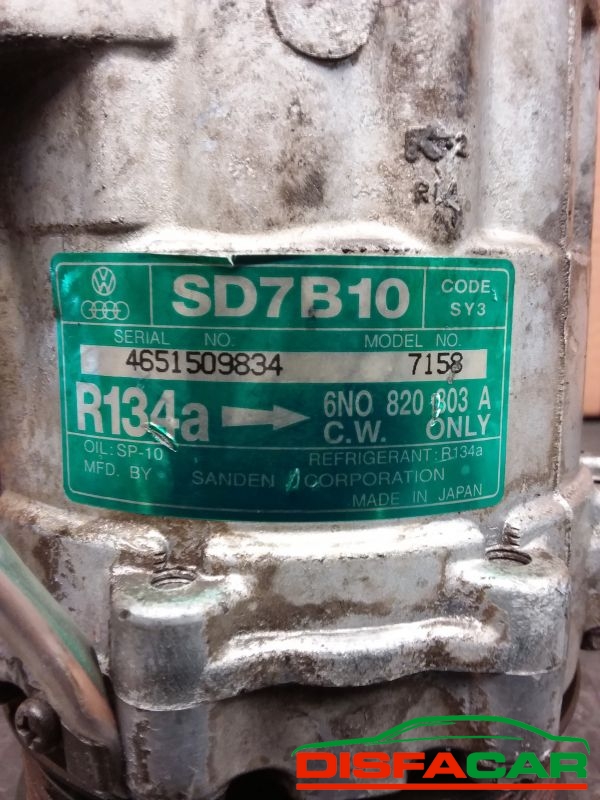 SD7B10
CODE
SY3
SERIAL NO.
MODEL NO.
4651509834
7158
R134a
6N0 820 803 A
C.W. ONLY
OIL:SP-10
REFRIGERANT:R134a
MFD. BY SANDEN CORPORATION
MADE IN JAPAN
DISFACAR